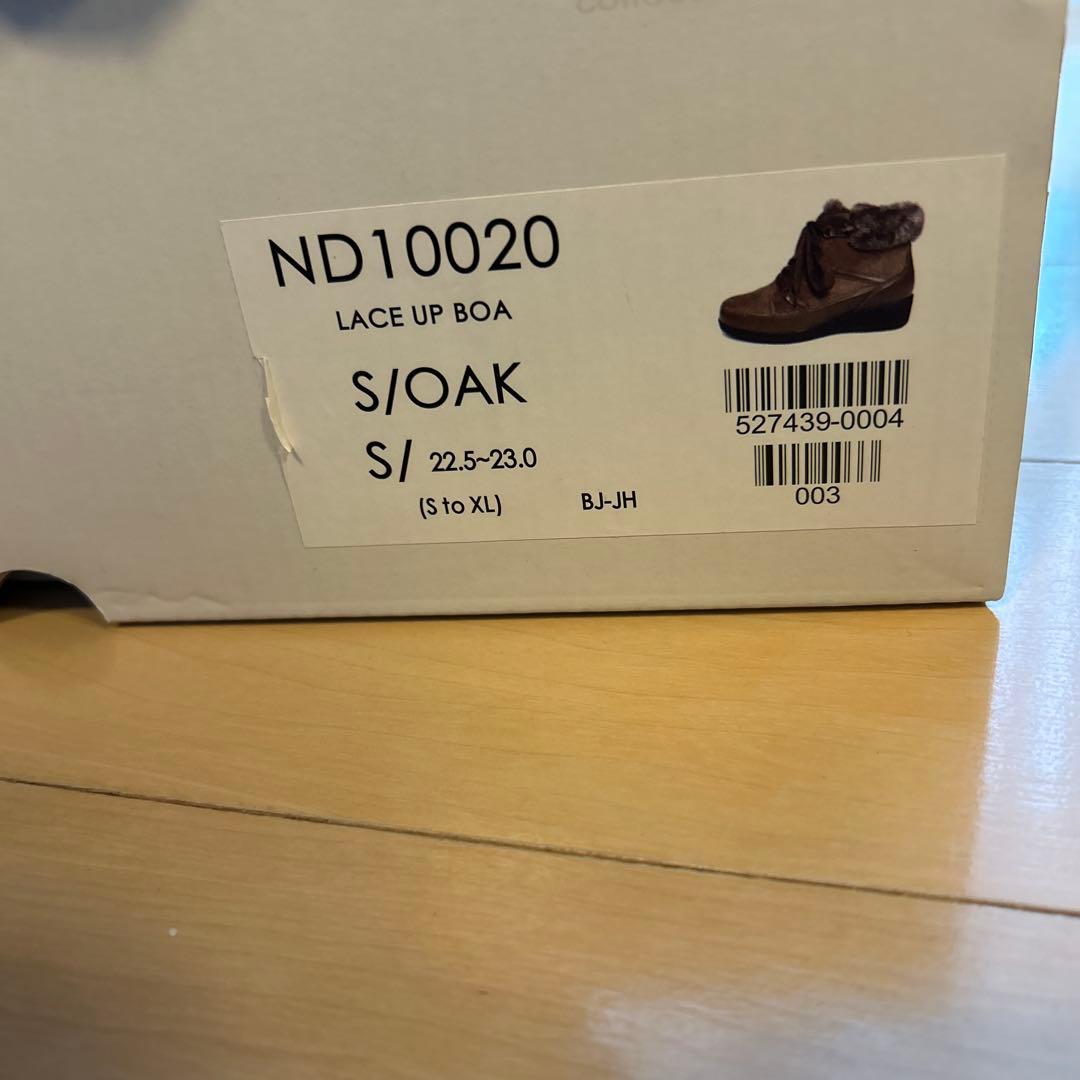 ND10020
LACE UP BOA
S/OAK
S/ 22.5~23.0
(S to XL)
BJ-JH
527439-0004
003